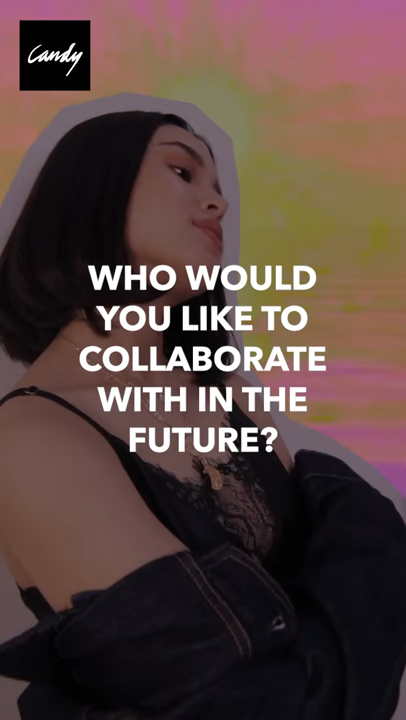 Candy
WHO WOULD
YOU LIKE TO
COLLABORATE
WITH IN THE
FUTURE?